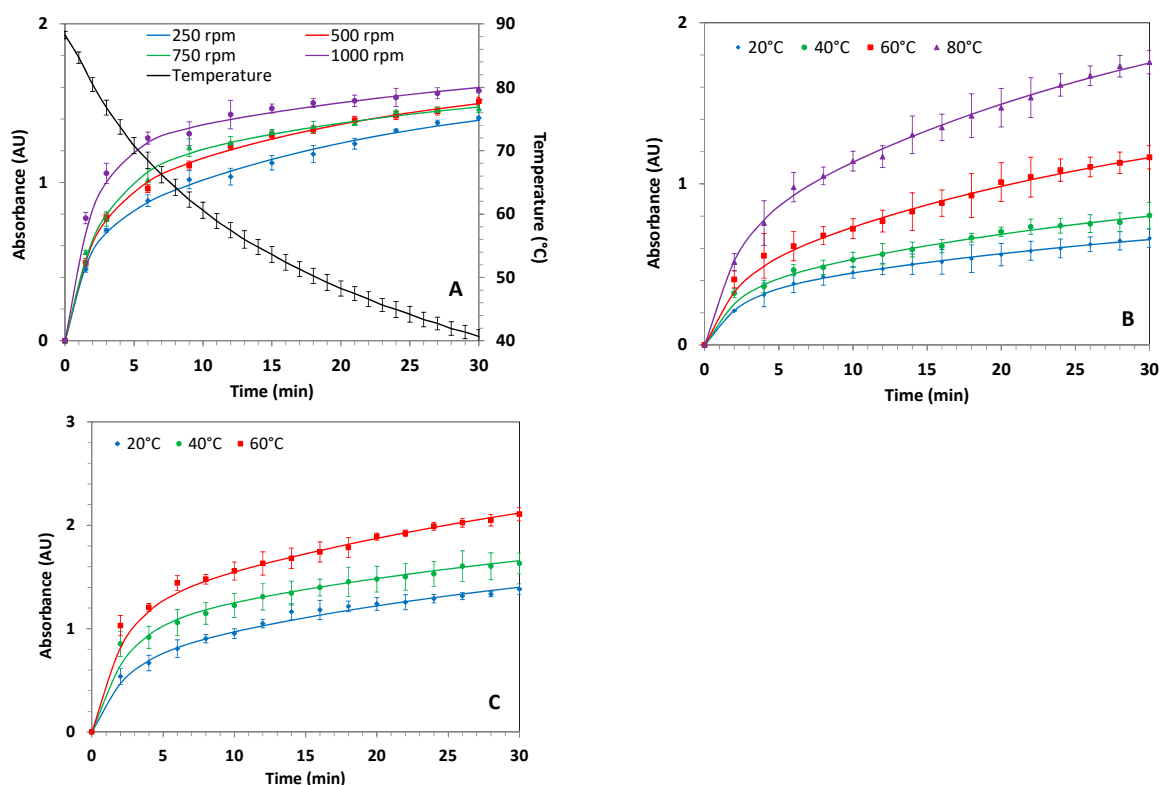 2
90
250 rpm
500 rpm
750 rpm
1000 rpm
Temperature
80
70
1
60
50
A
0
40
0
5
10
15
20
25
30
Absorbance (AU)
Temperature (°C)
Time (min)
2
20°C
40°C
60°C
80°C
1
B
0
0
5
10
15
20
25
30
Absorbance (AU)
Time (min)
3
20°C
40°C
60°C
2
1
C
0
0
5
10
15
20
25
30
Absorbance (AU)
Time (min)